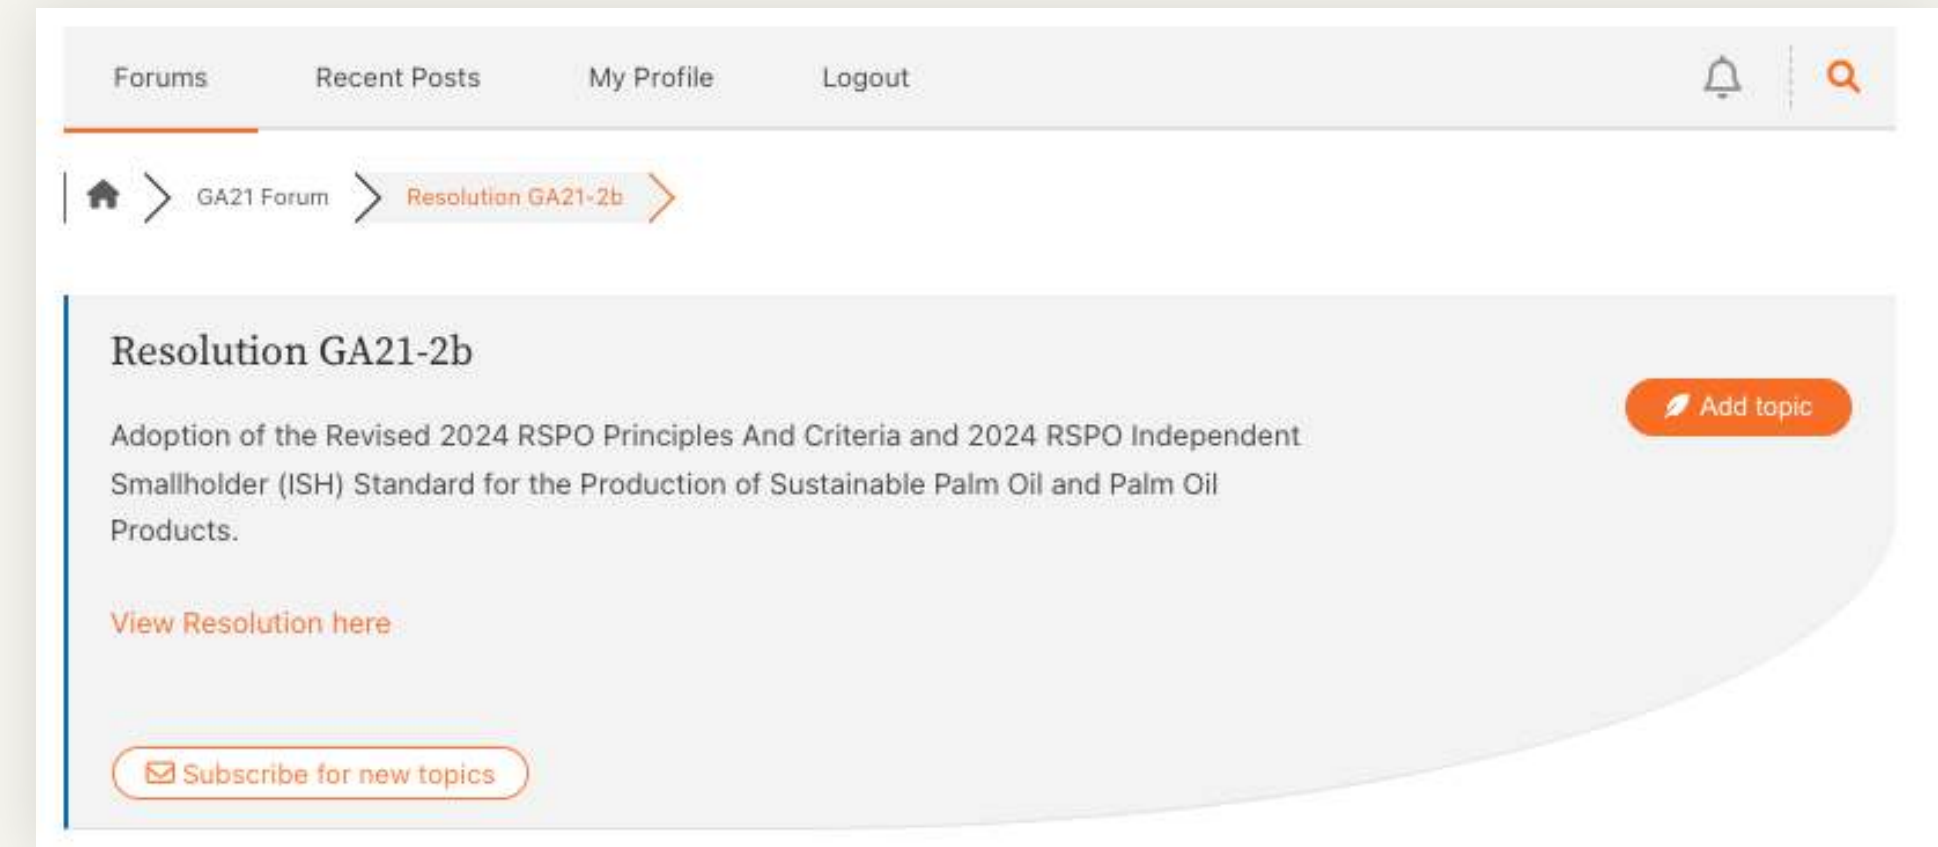 Forums Recent Posts My Profile Logout
GA21 Forum Resolution GA21-2b
Resolution GA21-2b
Add topic
Adoption of the Revised 2024 RSPO Principles And Criteria and 2024 RSPO Independent
Smallholder (ISH) Standard for the Production of Sustainable Palm Oil and Palm Oil
Products.
View Resolution here
Subscribe for new topics